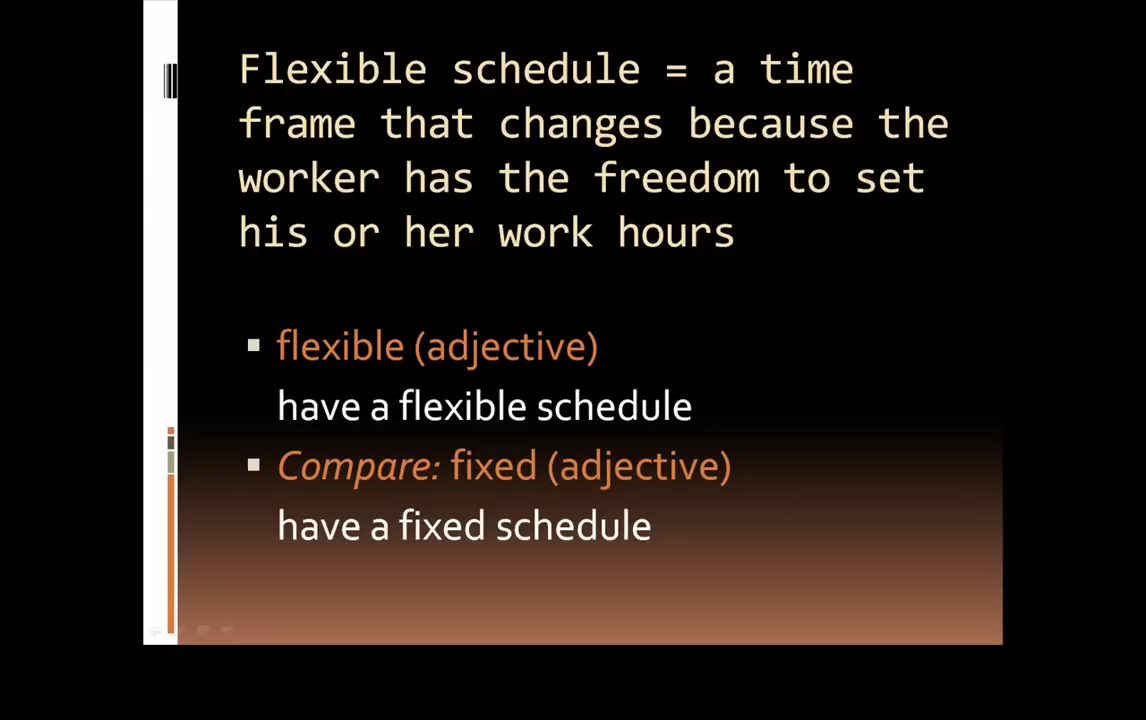 Flexible schedule = a time
frame that changes because the
worker has the freedom to set
his or her work hours
flexible (adjective)
have a flexible schedule
Compare: fixed (adjective)
have a fixed schedule